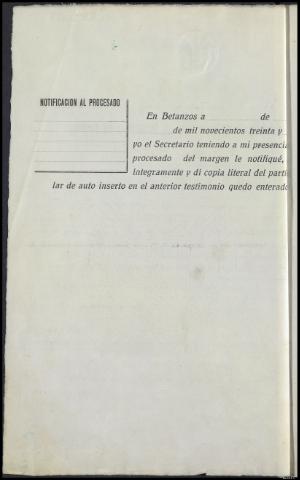 NOTIFICACION AL PROCESADO
En Betanzos a de
de mil novecientos treinta y
yo el Secretario teniendo a mi presencia
procesado del margen le notifiqué,
integramente y di copia literal del parti
lar de auto inserto en el anterior testimonio quedo enterado